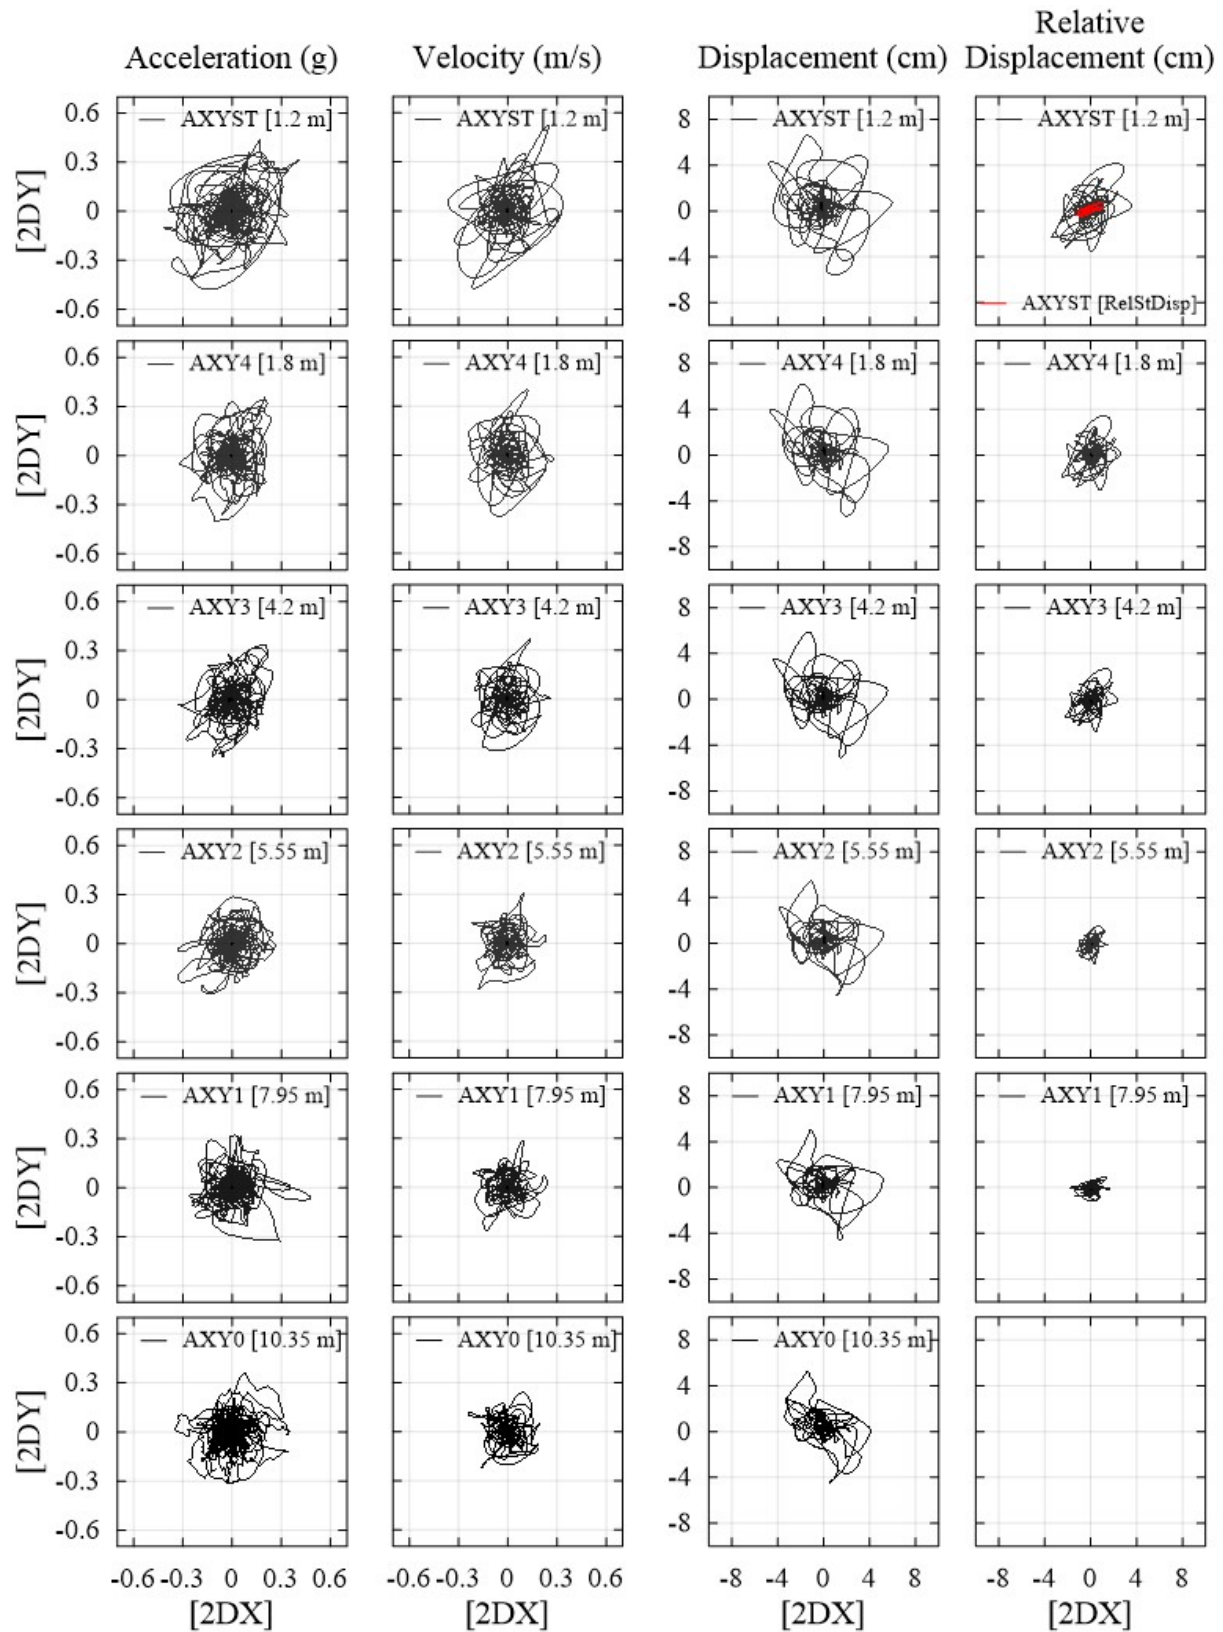 Relative
Acceleration (g) Velocity (m/s) Displacement (cm) Displacement (cm)
0.6 AXYST [1.2 m] AXYST [1.2 m] 8 AXYST [1.2 m] AXYST [1.2 m]
0.3 4
[2DY] 0 0
-0.3 -4
-0.6 -8 AXYST [RelStDisp]
0.6 AXY4 [1.8 m] AXY4 [1.8 m] 8 AXY4 [1.8 m] AXY4 [1.8 m]
0.3 4
[2DY] 0 0
-0.3 -4
-0.6 -8
0.6 AXY3 [4.2 m] AXY3 [4.2 m] 8 AXY3 [4.2 m] AXY3 [4.2 m]
0.3 4
[2DY] 0 0
-0.3 -4
-0.6 -8
0.6 AXY2 [5.55 m] AXY2 [5.55 m] 8 AXY2 [5.55 m] AXY2 [5.55 m]
0.3 4
[2DY] 0 0
-0.3 -4
-0.6 -8
0.6 AXY1 [7.95 m] AXY1 [7.95 m] 8 AXY1 [7.95 m] AXY1 [7.95 m]
0.3 4
[2DY] 0 0
-0.3 -4
-0.6 -8
0.6 AXY0 [10.35 m] AXY0 [10.35 m] 8 AXY0 [10.35 m]
0.3 4
[2DY] 0 0
-0.3 -4
-0.6 -8
-0.6 -0.3 0 0.3 0.6 -0.6 -0.3 0 0.3 0.6 -8 -4 0 4 8 -8 -4 0 4 8
[2DX] [2DX] [2DX] [2DX]